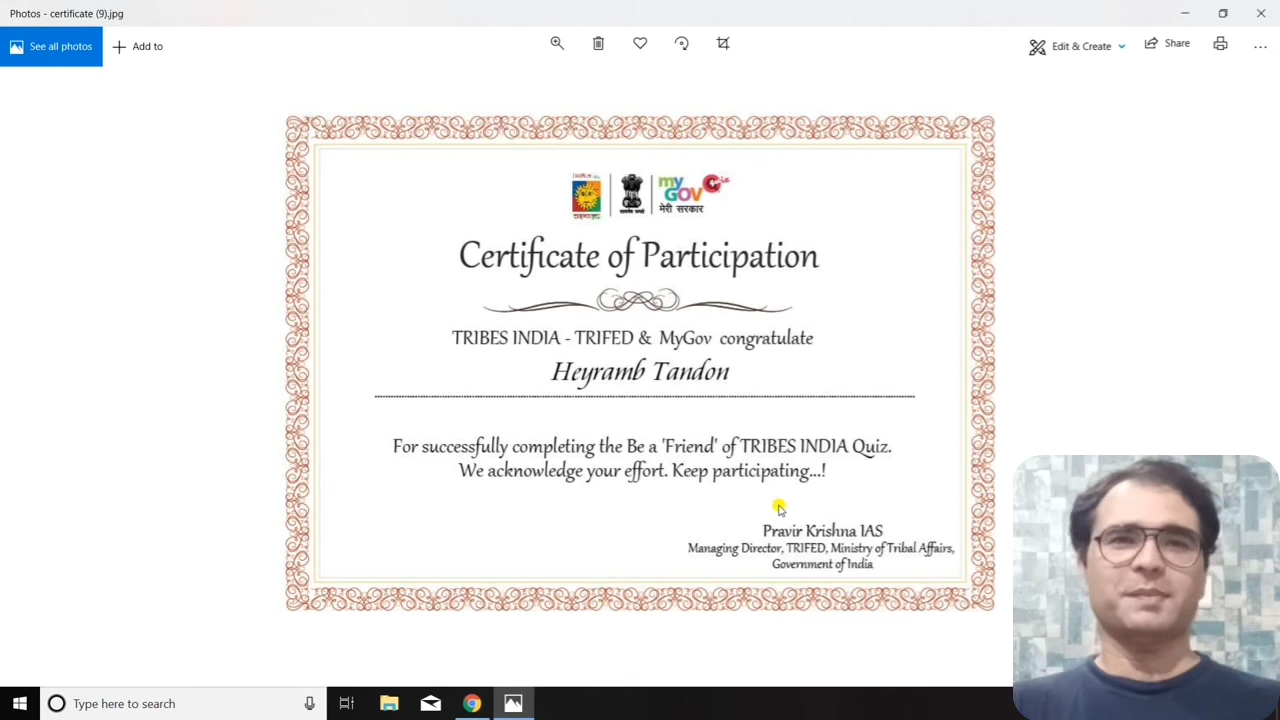 Photos - certificate (9).jpg
See all photos
Add to
Edit & Create
Share
my
GOV
मेरी सरकार
Certificate of Participation
TRIBES INDIA - TRIFED & MyGov congratulate
Heyramb Tandon
For successfully completing the Be a 'Friend' of TRIBES INDIA Quiz.
We acknowledge your effort. Keep participating...!
Pravir Krishna IAS
Managing Director, TRIFED, Ministry of Tribal Affairs,
Government of India
Type here to search